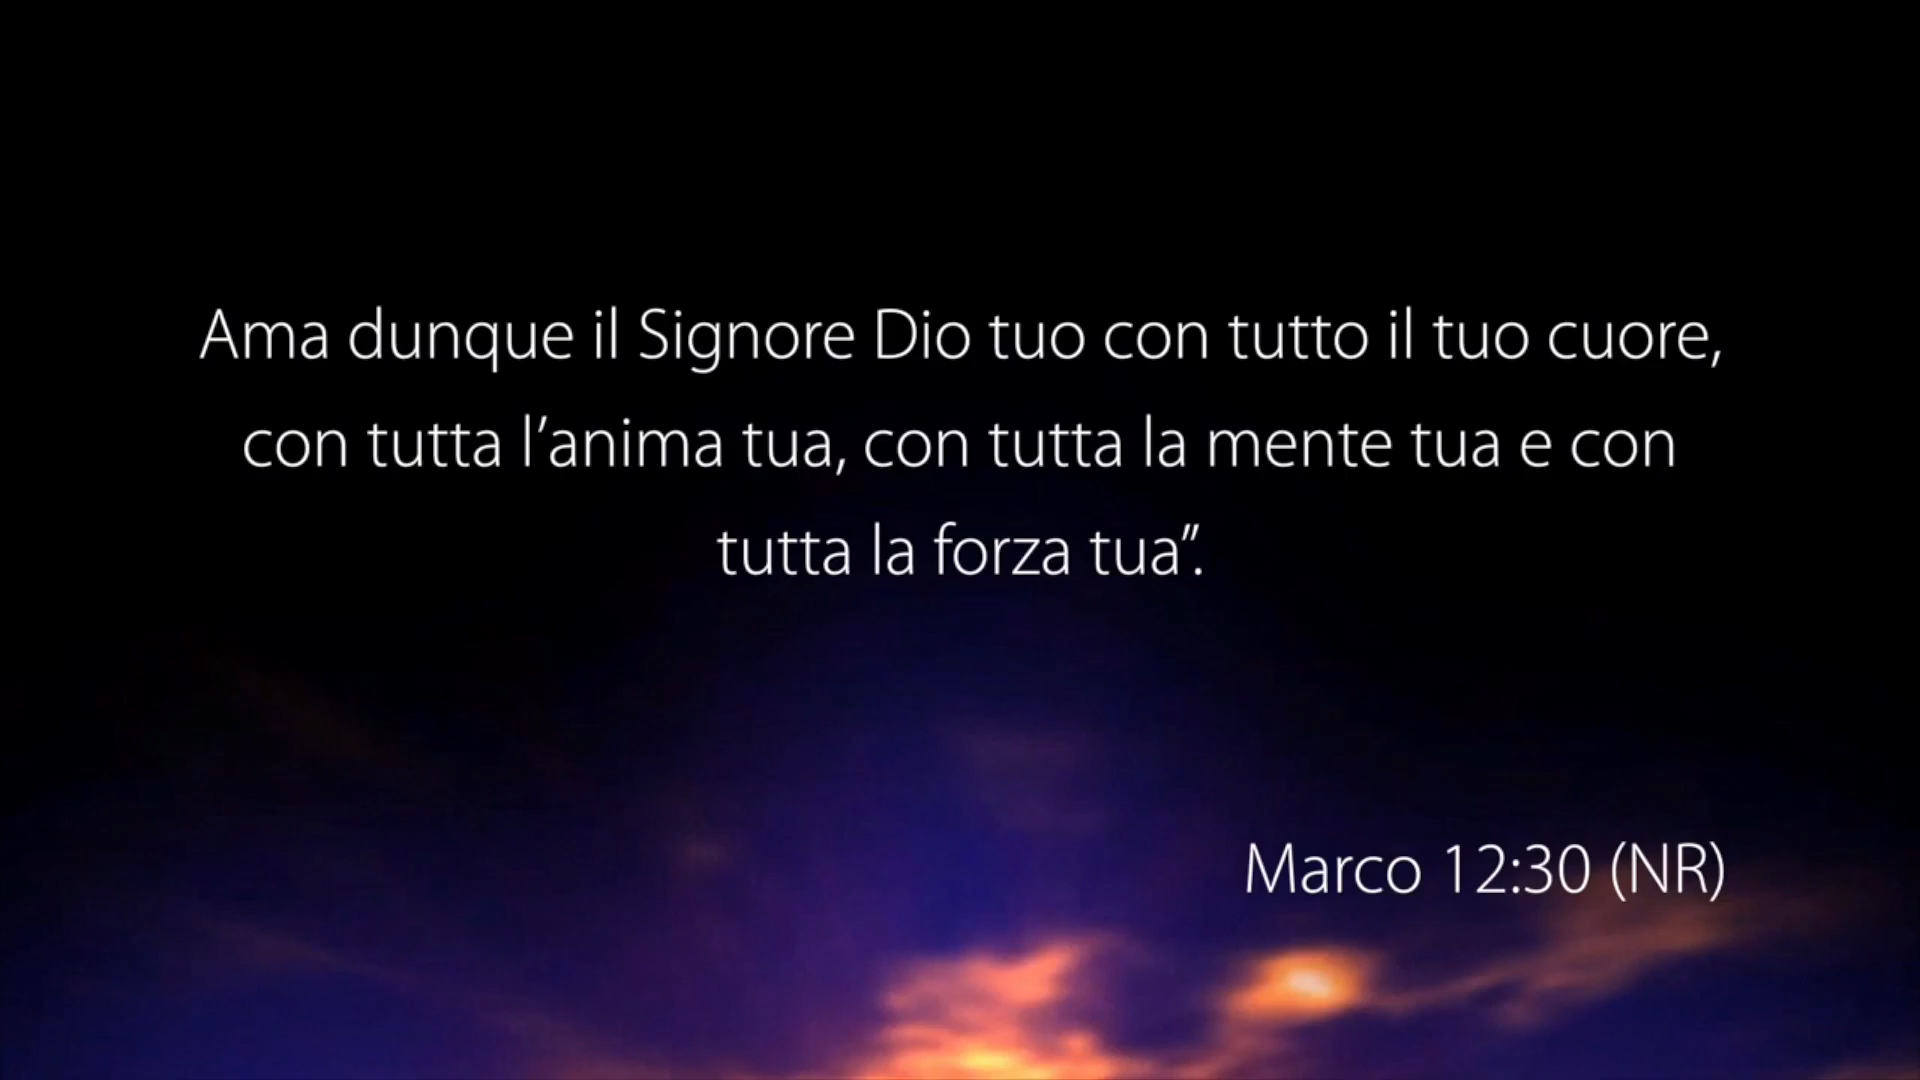 Ama dunque il Signore Dio tuo con tutto il tuo cuore,
con tutta l’anima tua, con tutta la mente tua e con
tutta la forza tua”.
Marco 12:30 (NR)